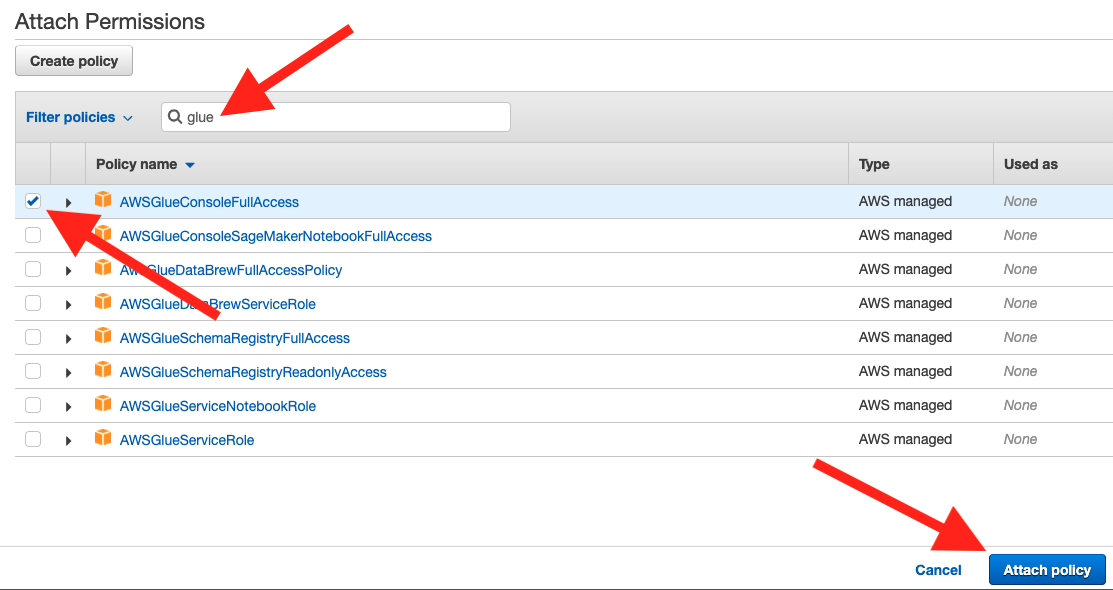 Attach Permissions
Create policy
Filter policies glue
Policy name Type Used as
AWSGlueConsoleFullAccess AWS managed None
AWSGlueConsoleSageMakerNotebookFullAccess AWS managed None
AWSGlueDataBrewFullAccessPolicy AWS managed None
AWSGlueDataBrewServiceRole AWS managed None
AWSGlueSchemaRegistryFullAccess AWS managed None
AWSGlueSchemaRegistryReadonlyAccess AWS managed None
AWSGlueServiceNotebookRole AWS managed None
AWSGlueServiceRole AWS managed None
Cancel Attach policy